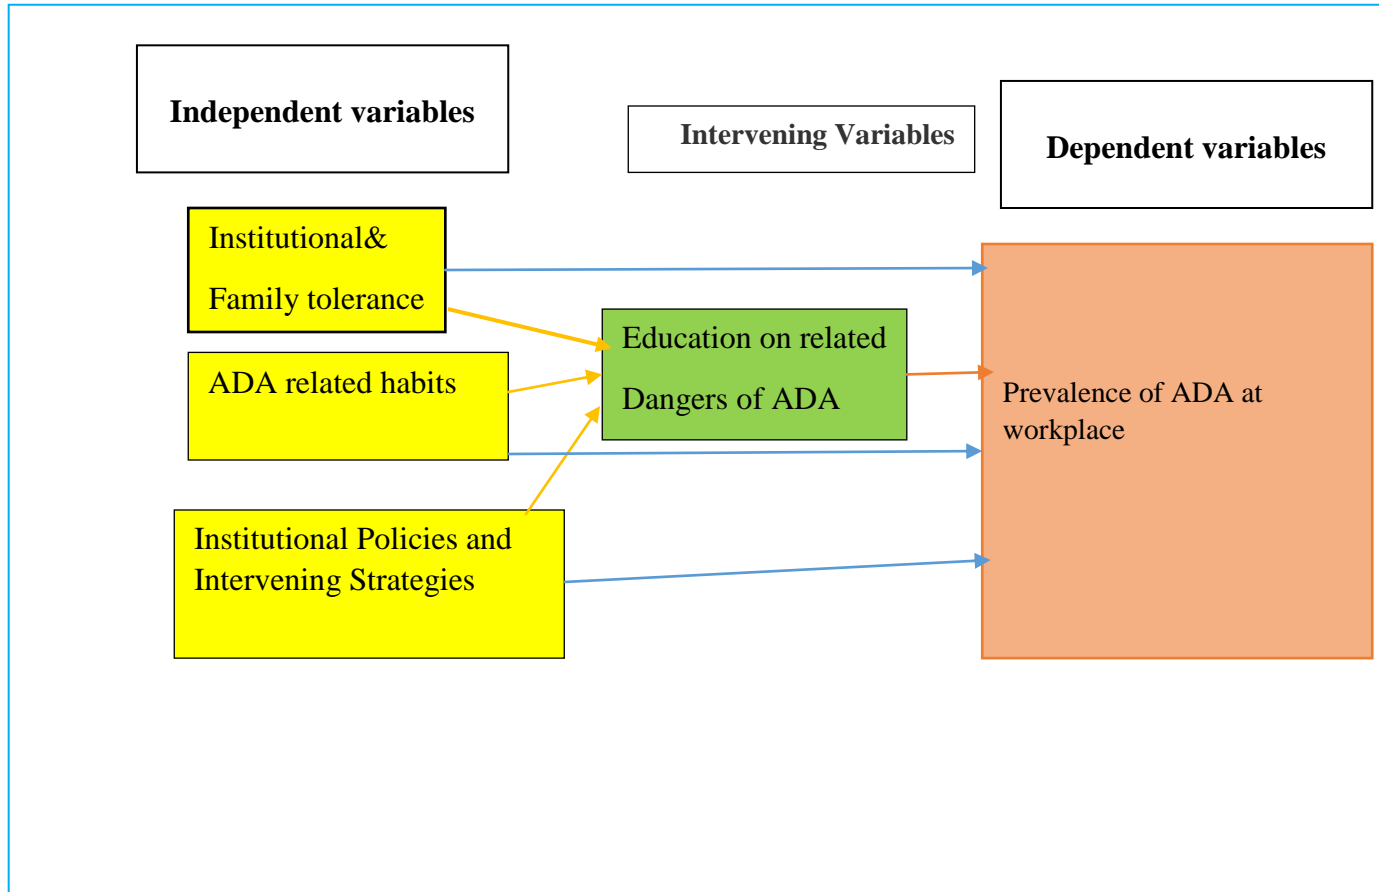 Independent variables
Intervening Variables
Dependent variables
Institutional&
Family tolerance
ADA related habits
Institutional Policies and
Intervening Strategies
Education on related
Dangers of ADA
Prevalence of ADA at
workplace